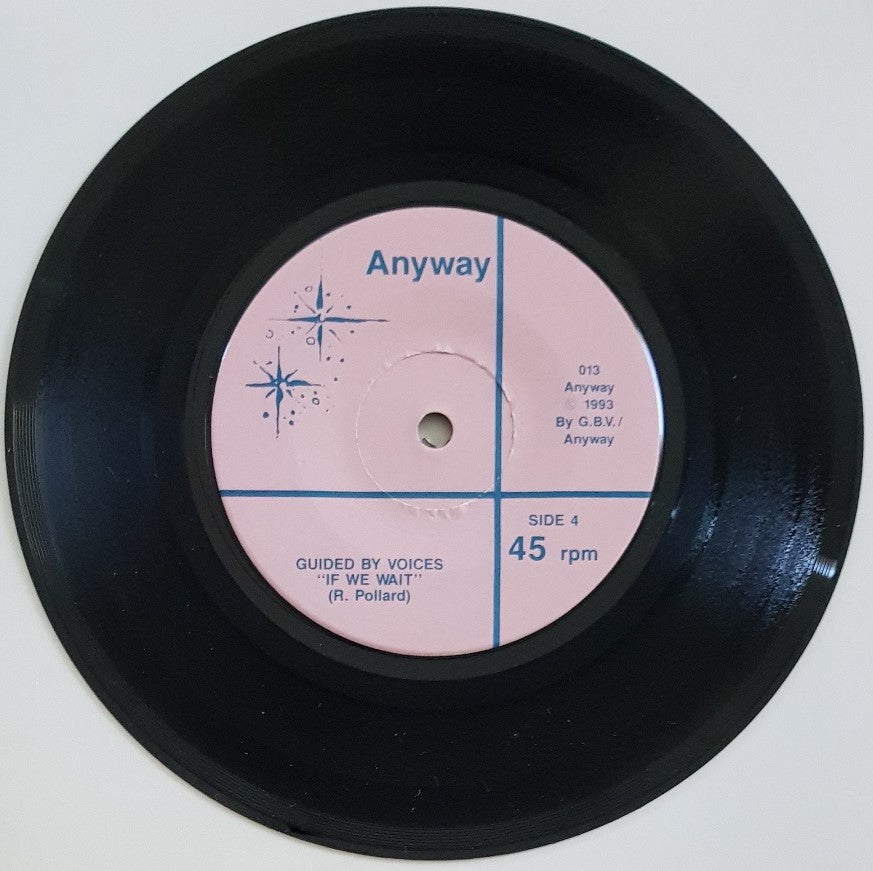 Anyway
013
Anyway
© 1993
By G.B.V./
Anyway
SIDE 4
45 rpm
GUIDED BY VOICES
"IF WE WAIT"
(R. Pollard)